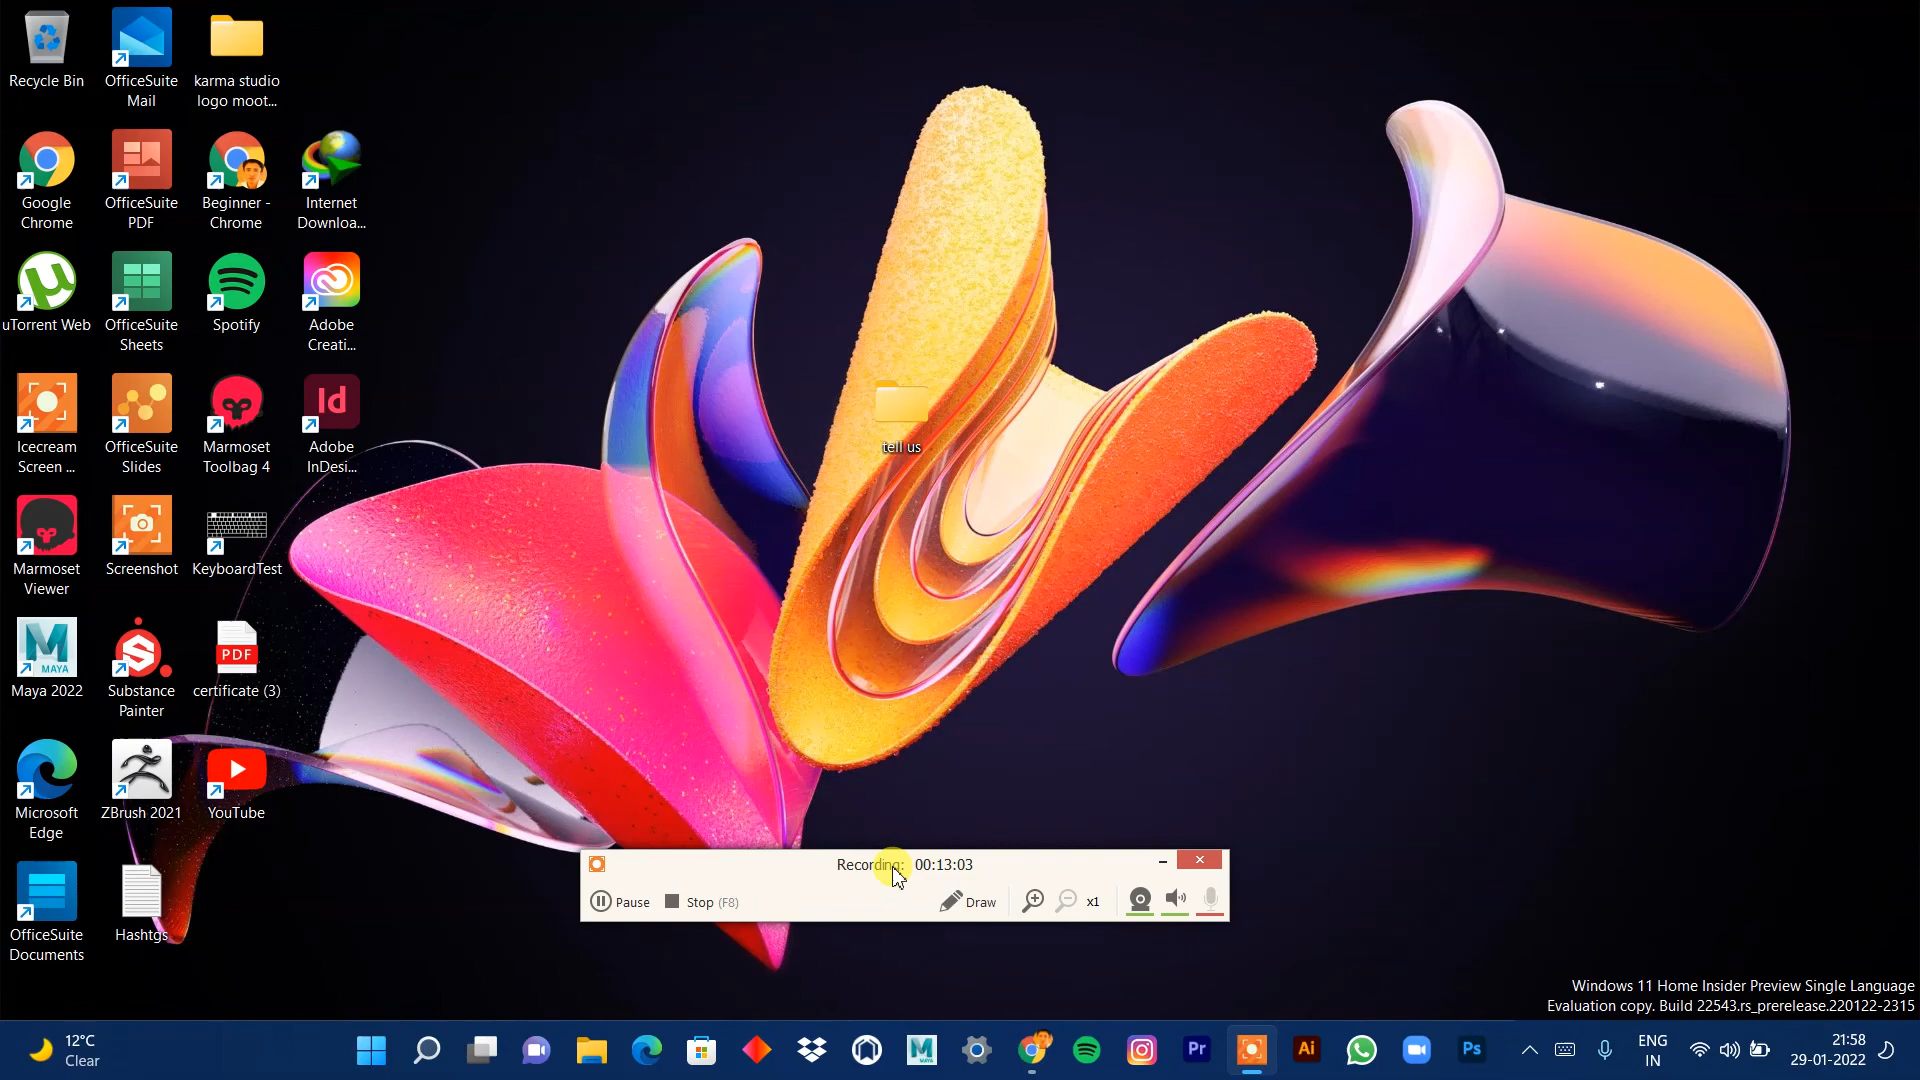 Recycle Bin
OfficeSuite
Mail
karma studio
logo moot...
Google
Chrome
OfficeSuite
PDF
Beginner -
Chrome
Internet
Downloa...
uTorrent Web
OfficeSuite
Sheets
Spotify
Adobe
Creati...
Icecream
Screen ...
OfficeSuite
Slides
Marmoset
Toolbag 4
Id
Adobe
InDesi...
tell us
Marmoset
Viewer
Screenshot
KeyboardTest
MAYA
Maya 2022
Substance
Painter
PDF
certificate (3)
Microsoft
Edge
ZBrush 2021
YouTube
OfficeSuite
Documents
Hashtgs
Recording: 00:13:03
Pause
Stop (F8)
Draw
x1
Windows 11 Home Insider Preview Single Language
Evaluation copy. Build 22543.rs_prerelease.220122-2315
12°C
Clear
MAYA
Pr
Ai
Ps
ENG
IN
21:58
29-01-2022